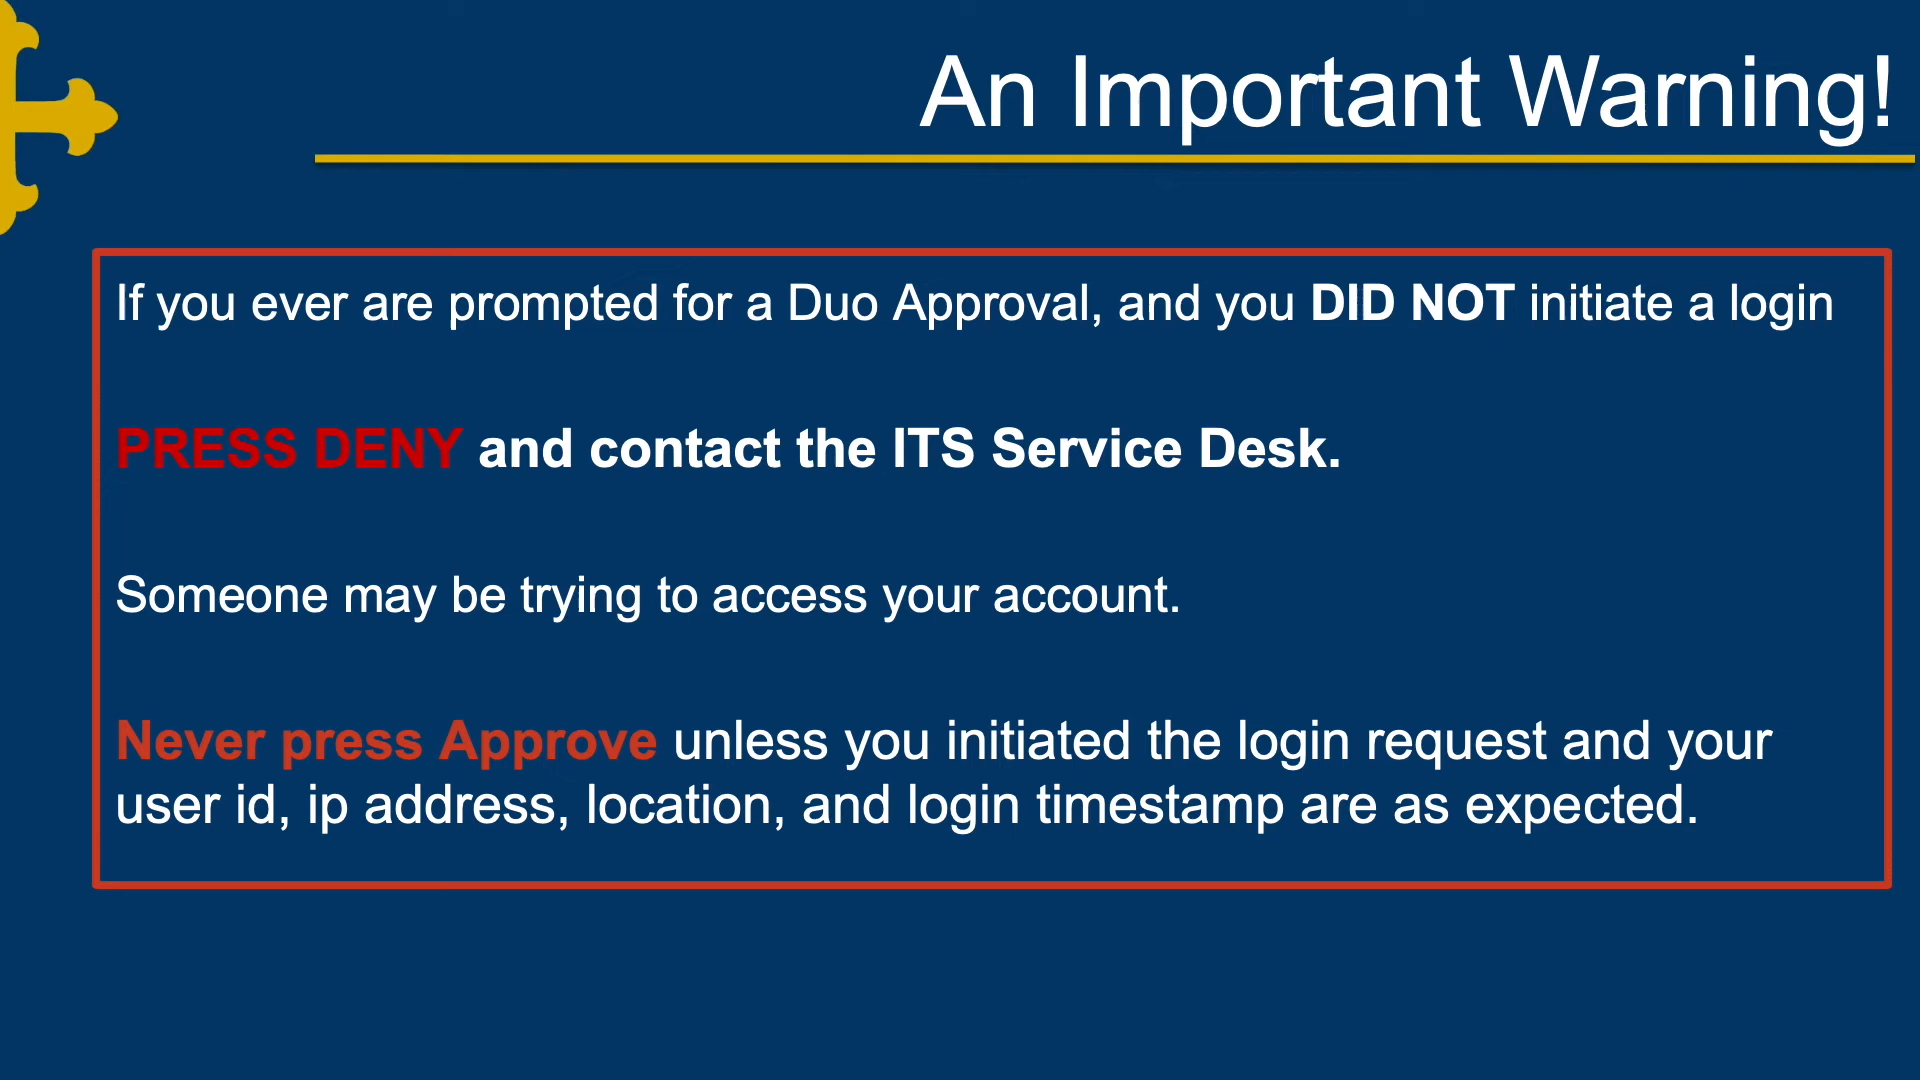 An Important Warning!
If you ever are prompted for a Duo Approval, and you DID NOT initiate a login
PRESS DENY and contact the ITS Service Desk.
Someone may be trying to access your account.
Never press Approve unless you initiated the login request and your
user id, ip address, location, and login timestamp are as expected.